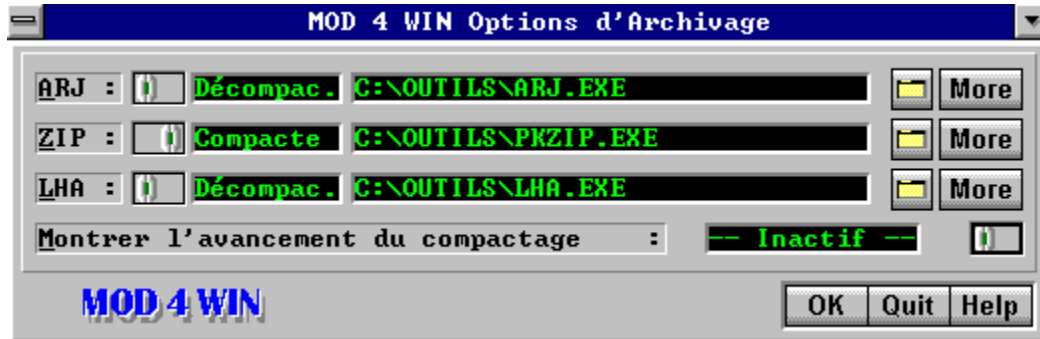 MOD 4 WIN Options d'Archivage
ARJ : Décompac. C:\OUTILS\ARJ.EXE More
ZIP : Compacte C:\OUTILS\PKZIP.EXE More
LHA : Décompac. C:\OUTILS\LHA.EXE More
Montrer l'avancement du compactage : -- Inactif --
MOD 4 WIN OK Quit Help